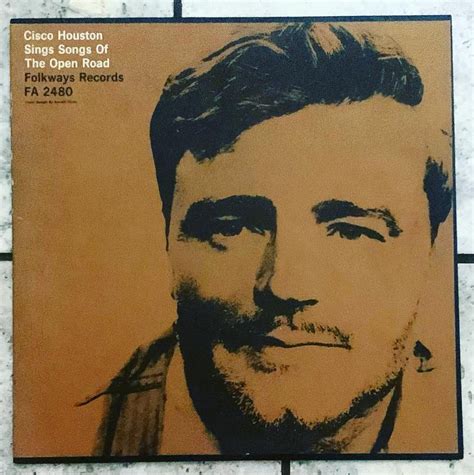 Cisco Houston
Sings Songs Of
The Open Road
Folkways Records
FA 2480